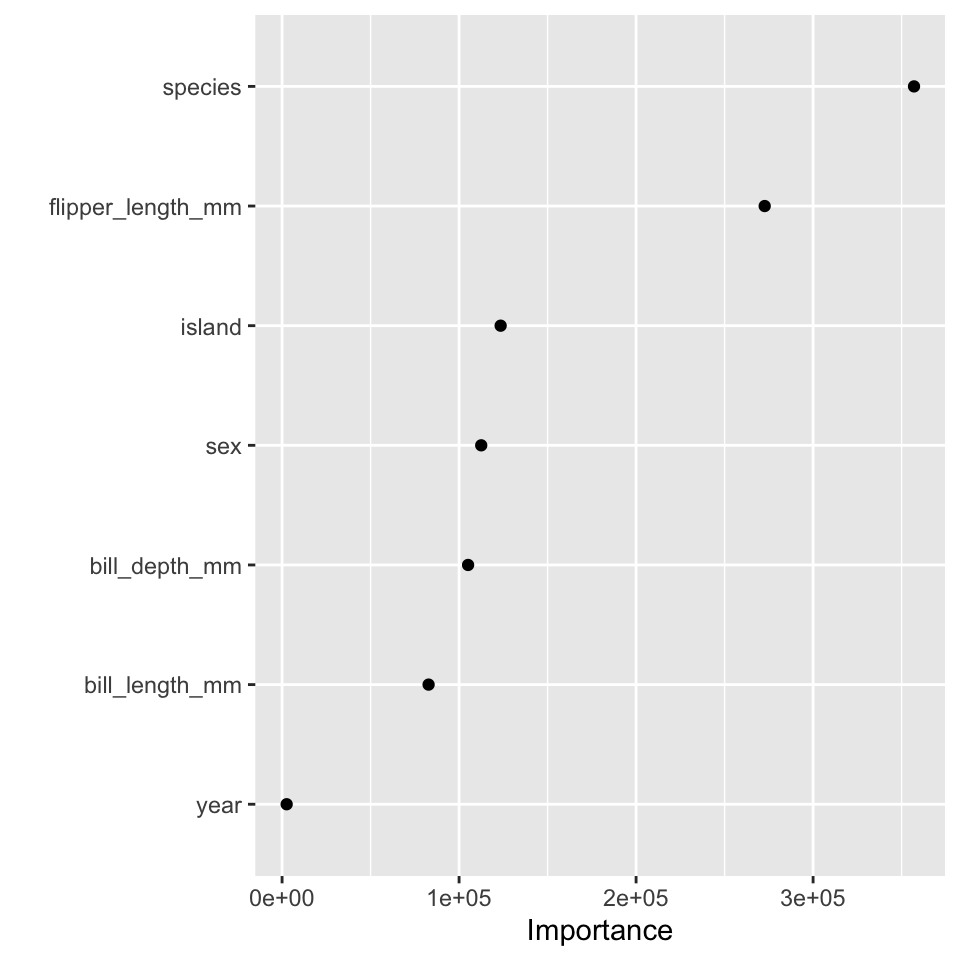 species
flipper_length_mm
island
sex
bill_depth_mm
bill_length_mm
year
0e+00 1e+05 2e+05 3e+05
Importance